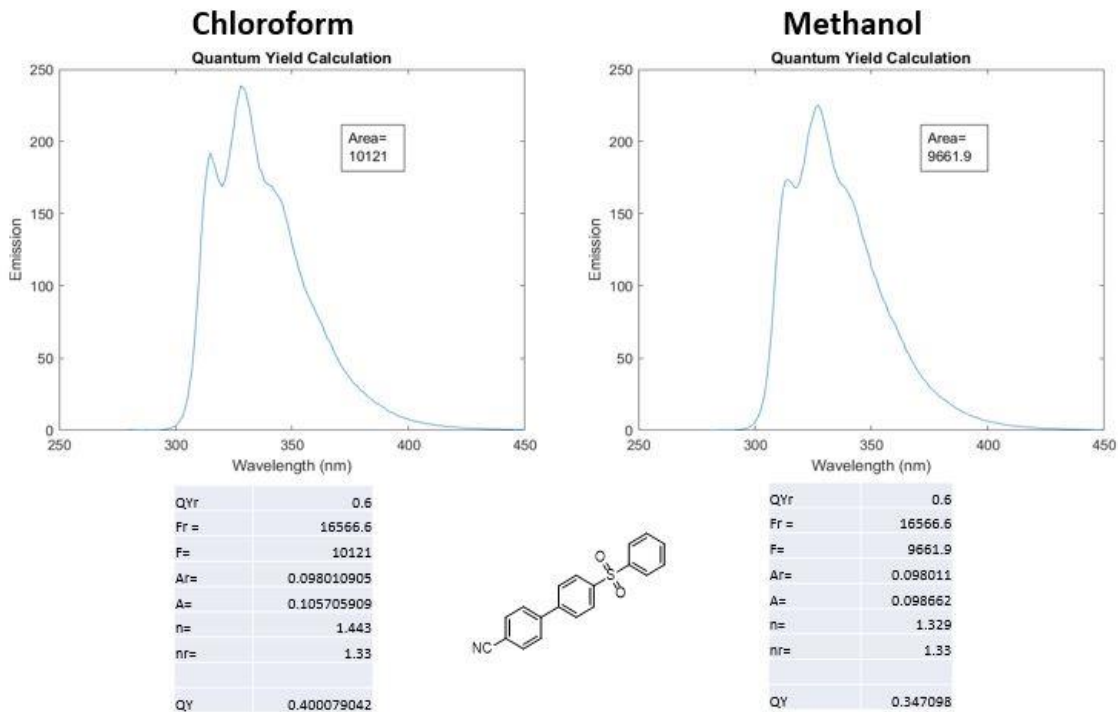 Chloroform
Quantum Yield Calculation
250
200
150
100
50
0
Emission
Area=
10121
250
300
350
400
450
Wavelength (nm)
QYr 0.6
Fr = 16566.6
F= 10121
Ar= 0.098010905
A= 0.105705909
n= 1.443
nr= 1.33
QY 0.400079042
NC
O
S
O
Methanol
Quantum Yield Calculation
250
200
150
100
50
0
Emission
Area=
9661.9
250
300
350
400
450
Wavelength (nm)
QYr 0.6
Fr = 16566.6
F= 9661.9
Ar= 0.098011
A= 0.098662
n= 1.329
nr= 1.33
QY 0.347098